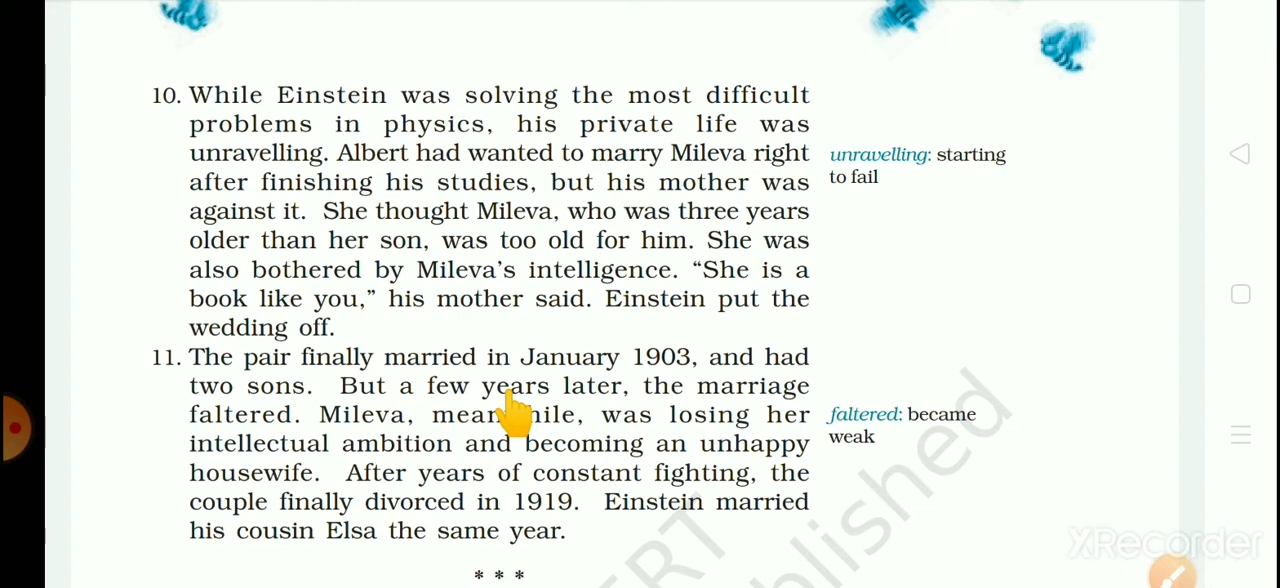 10. While Einstein was solving the most difficult
problems in physics, his private life was
unravelling. Albert had wanted to marry Mileva right
after finishing his studies, but his mother was
against it. She thought Mileva, who was three years
older than her son, was too old for him. She was
also bothered by Mileva's intelligence. “She is a
book like you,” his mother said. Einstein put the
wedding off.
unravelling: starting
to fail
11. The pair finally married in January 1903, and had
two sons. But a few years later, the marriage
faltered. Mileva, meanwhile, was losing her
intellectual ambition and becoming an unhappy
housewife. After years of constant fighting, the
couple finally divorced in 1919. Einstein married
his cousin Elsa the same year.
faltered: became
weak
* * *
XRecorder